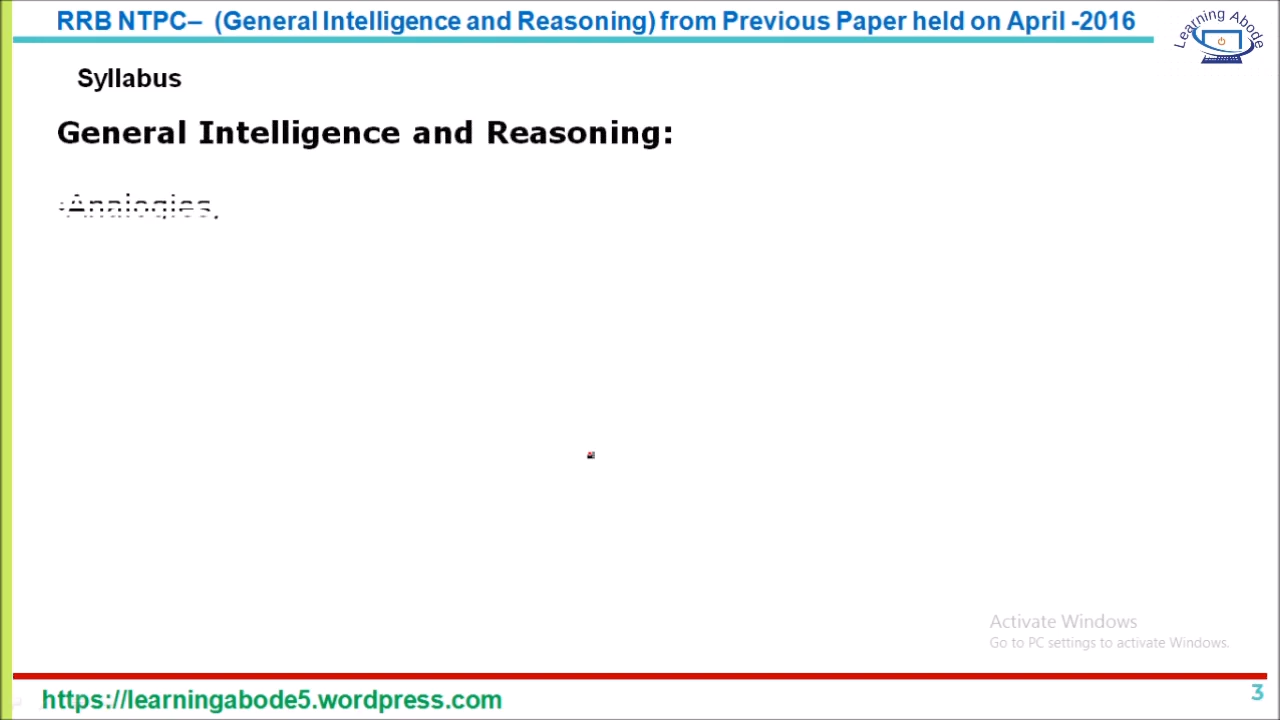 RRB NTPC– (General Intelligence and Reasoning) from Previous Paper held on April -2016
Learning Abode
Syllabus
General Intelligence and Reasoning:
•Analogies,
Activate Windows
Go to PC settings to activate Windows.
https://learningabode5.wordpress.com
3